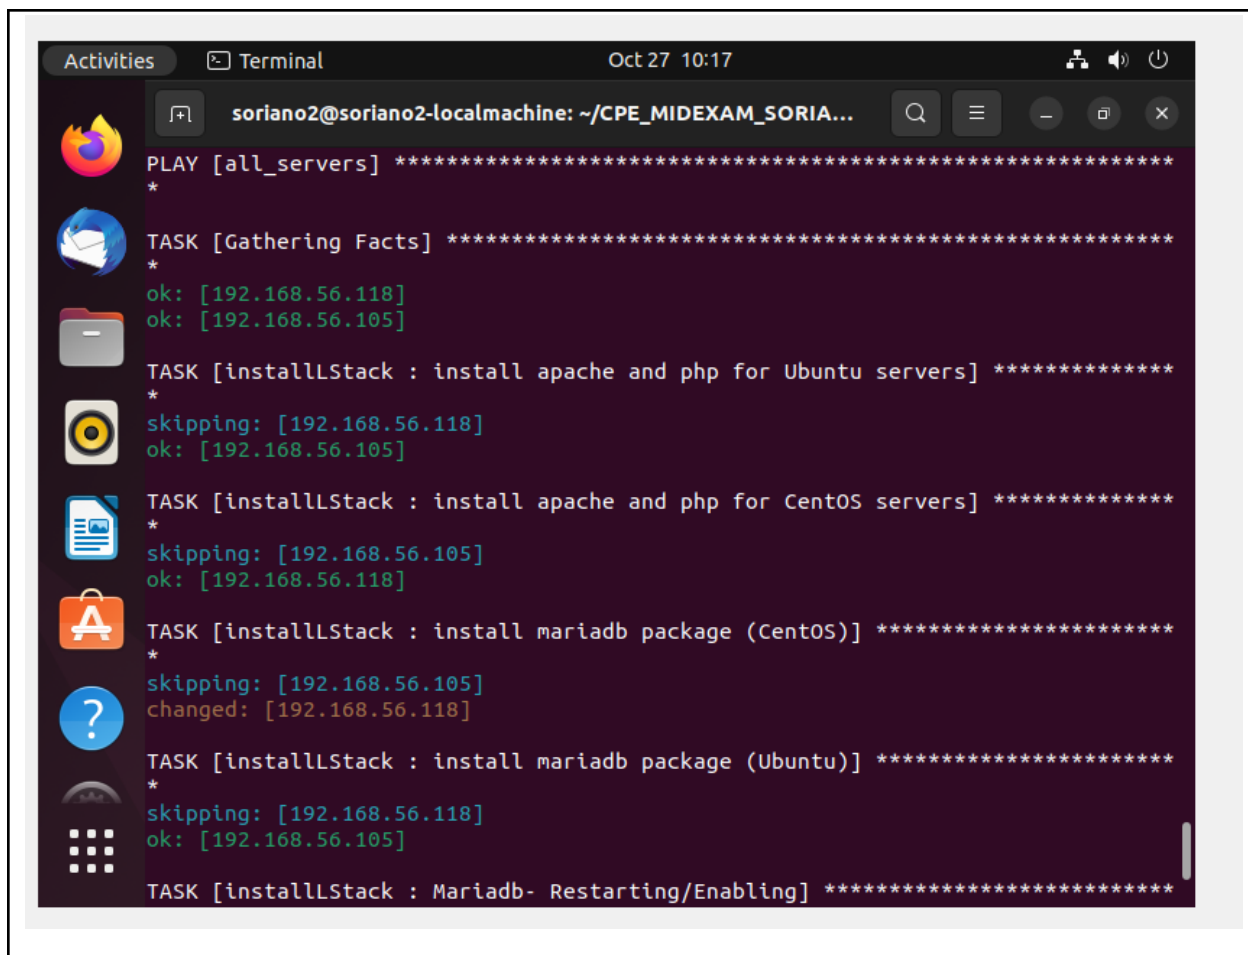 Activities Terminal Oct 27 10:17
soriano2@soriano2-localmachine: ~/CPE_MIDEXAM_SORIA...
PLAY [all_servers] ************************************************************
*
TASK [Gathering Facts] ********************************************************
*
ok: [192.168.56.118]
ok: [192.168.56.105]
TASK [installLStack : install apache and php for Ubuntu servers] **************
*
skipping: [192.168.56.118]
ok: [192.168.56.105]
TASK [installLStack : install apache and php for CentOS servers] **************
*
skipping: [192.168.56.105]
ok: [192.168.56.118]
TASK [installLStack : install mariadb package (CentOS)] ***********************
*
skipping: [192.168.56.105]
changed: [192.168.56.118]
TASK [installLStack : install mariadb package (Ubuntu)] ***********************
*
skipping: [192.168.56.118]
ok: [192.168.56.105]
TASK [installLStack : Mariadb- Restarting/Enabling] ***************************